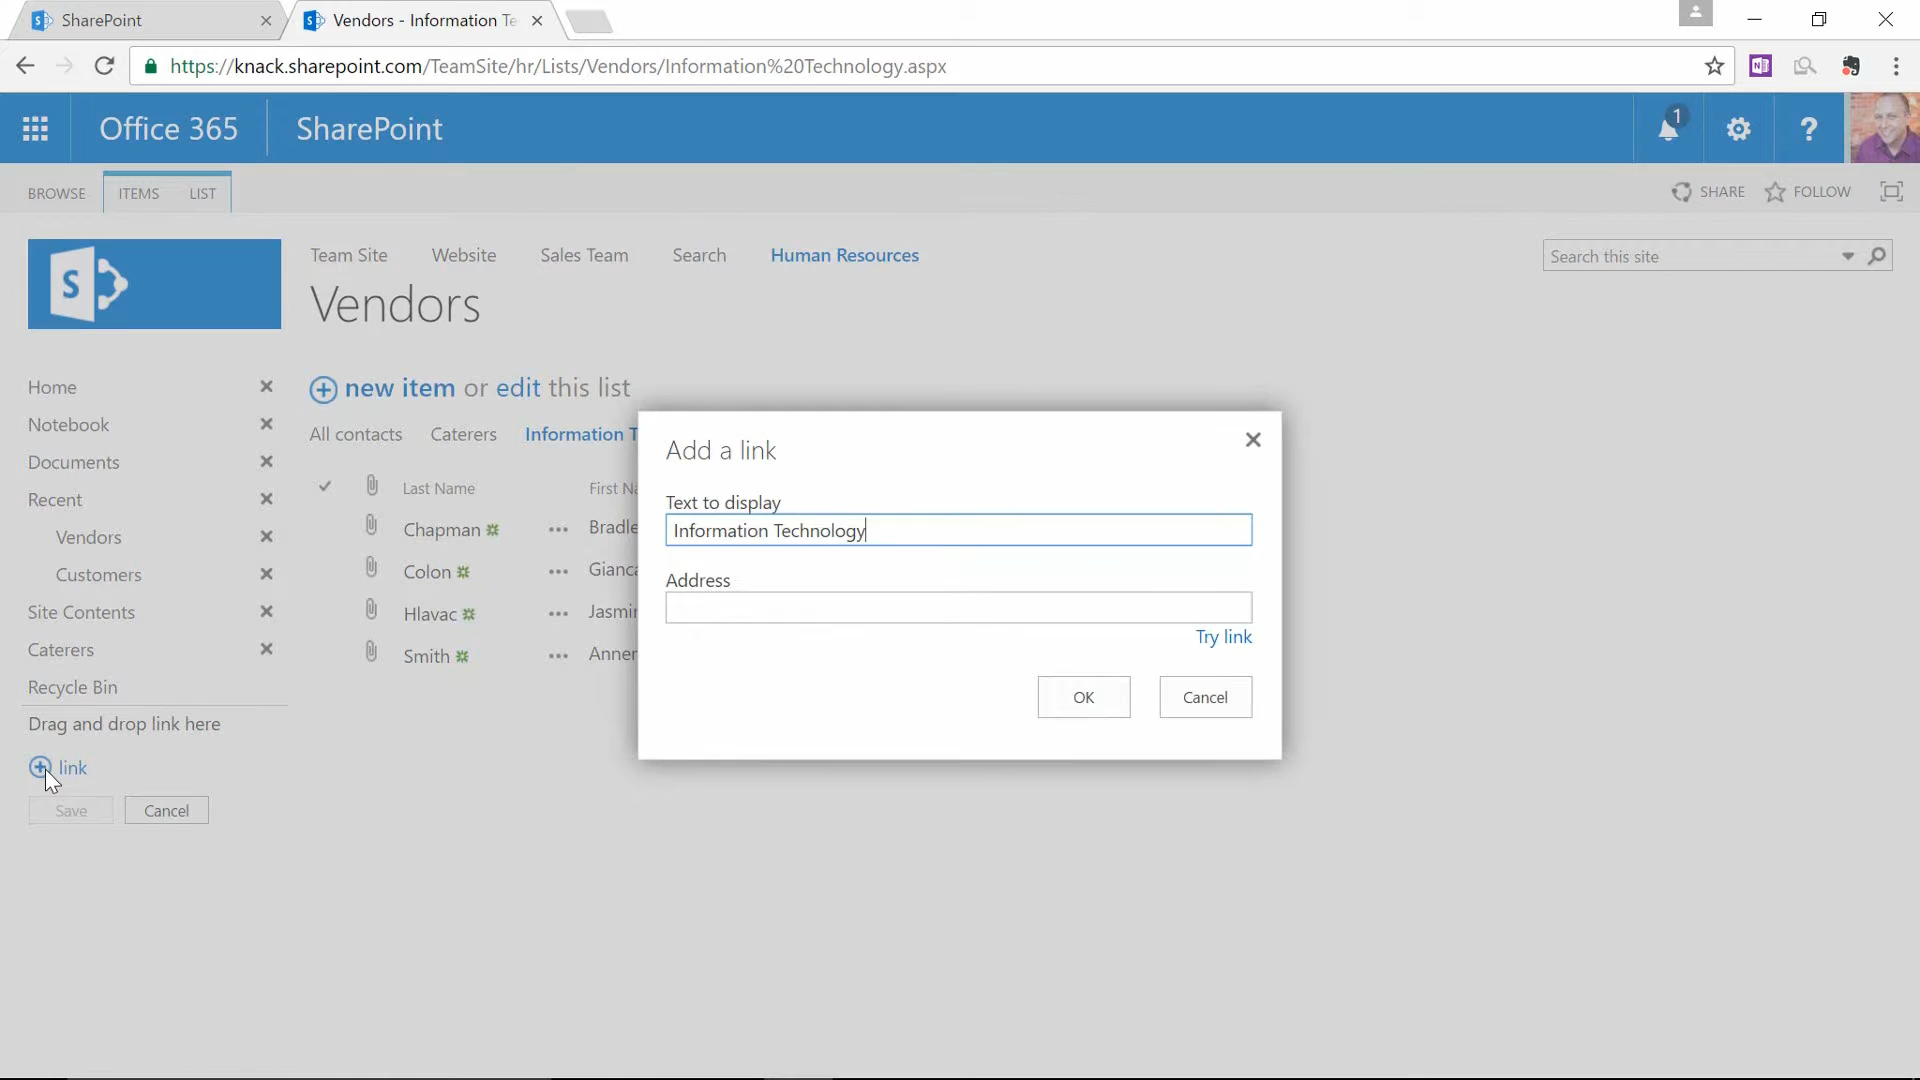 SharePoint
Vendors - Information Te
https://knack.sharepoint.com/TeamSite/hr/Lists/Vendors/Information%20Technology.aspx
Office 365
SharePoint
1
?
BROWSE
ITEMS
LIST
SHARE
FOLLOW
S
Team Site
Website
Sales Team
Search
Human Resources
Search this site
Vendors
Home
Notebook
Documents
Recent
Vendors
Customers
Site Contents
Caterers
Recycle Bin
Drag and drop link here
link
Save
Cancel
new item or edit this list
All contacts
Caterers
Information T
Last Name
First Na
Chapman
Bradle
Colon
Gianca
Hlavac
Jasmin
Smith
Anner
Add a link
Text to display
Information Technology
Address
Try link
OK
Cancel